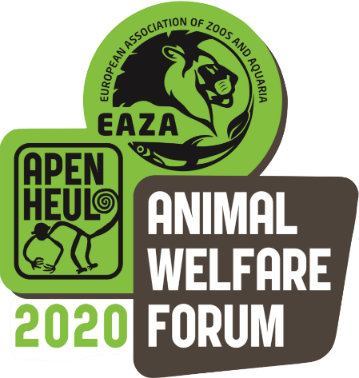 EUROPEAN ASSOCIATION OF ZOOS AND AQUARIA
EAZA
APEN
HEUL
ANIMAL
WELFARE
FORUM
2020